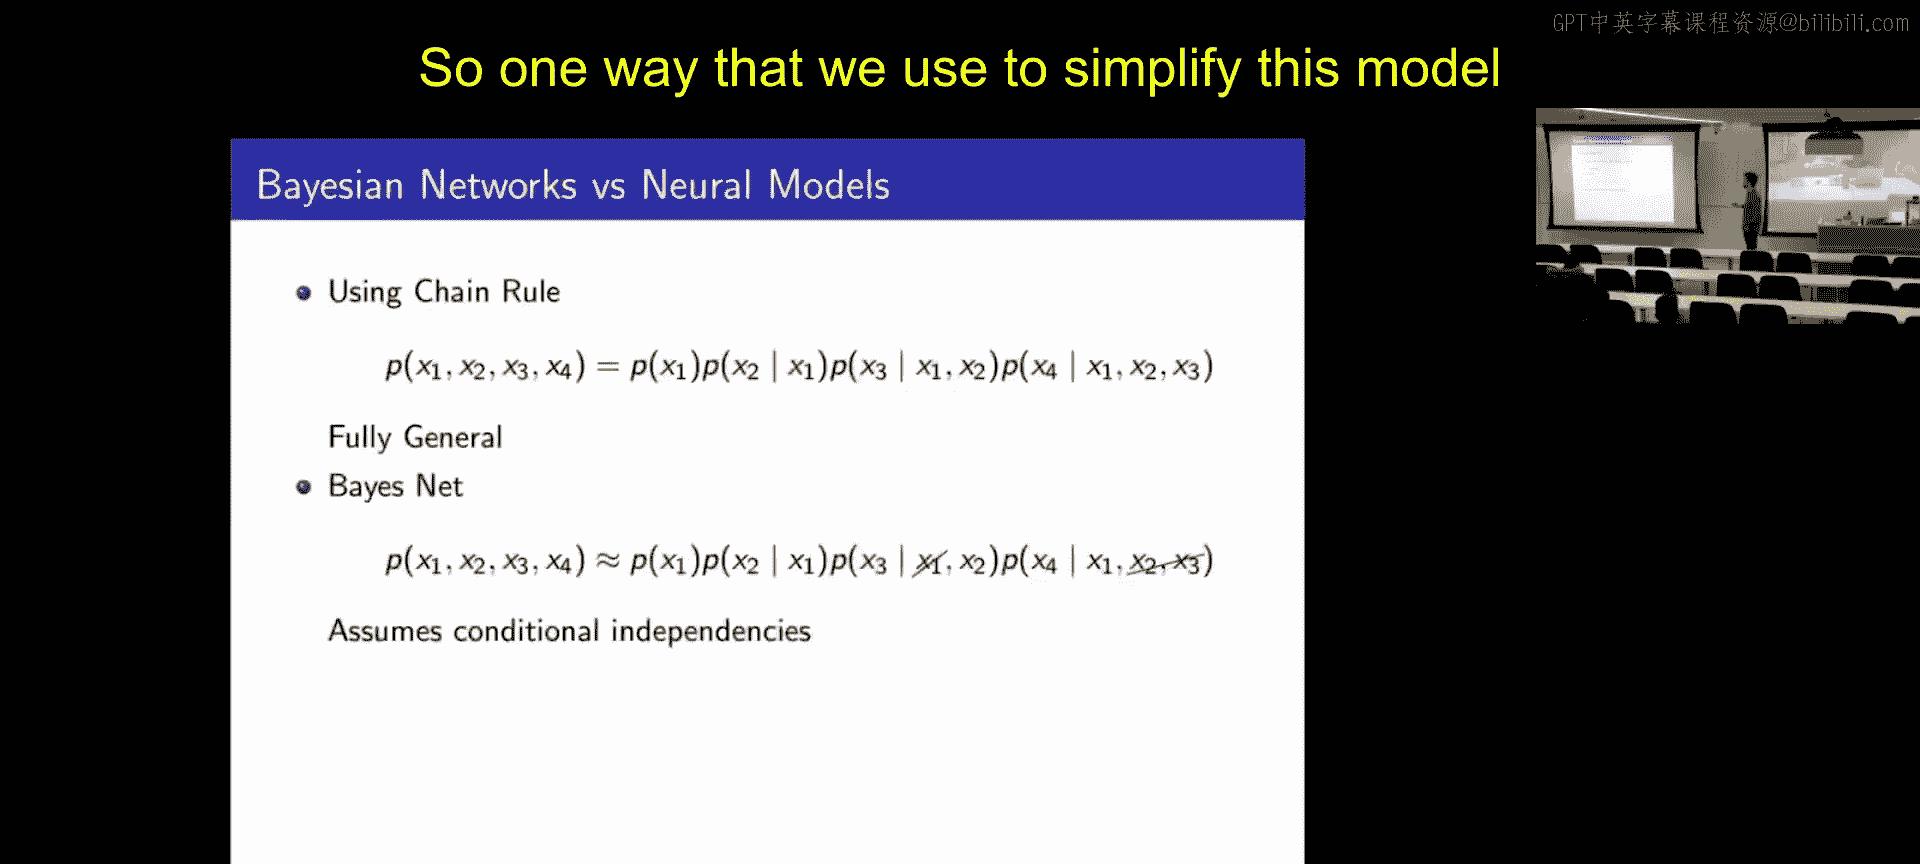 GPT中英字幕课程资源@bilibili.com
So one way that we use to simplify this model
Bayesian Networks vs Neural Models
Using Chain Rule
p(x₁, x₂, x₃, x₄) = p(x₁)p(x₂ | x₁)p(x₃ | x₁, x₂)p(x₄ | x₁, x₂, x₃)
Fully General
Bayes Net
p(x₁, x₂, x₃, x₄) ≈ p(x₁)p(x₂ | x₁)p(x₃ | x₁, x₂)p(x₄ | x₁, x₂, x₃)
Assumes conditional independencies